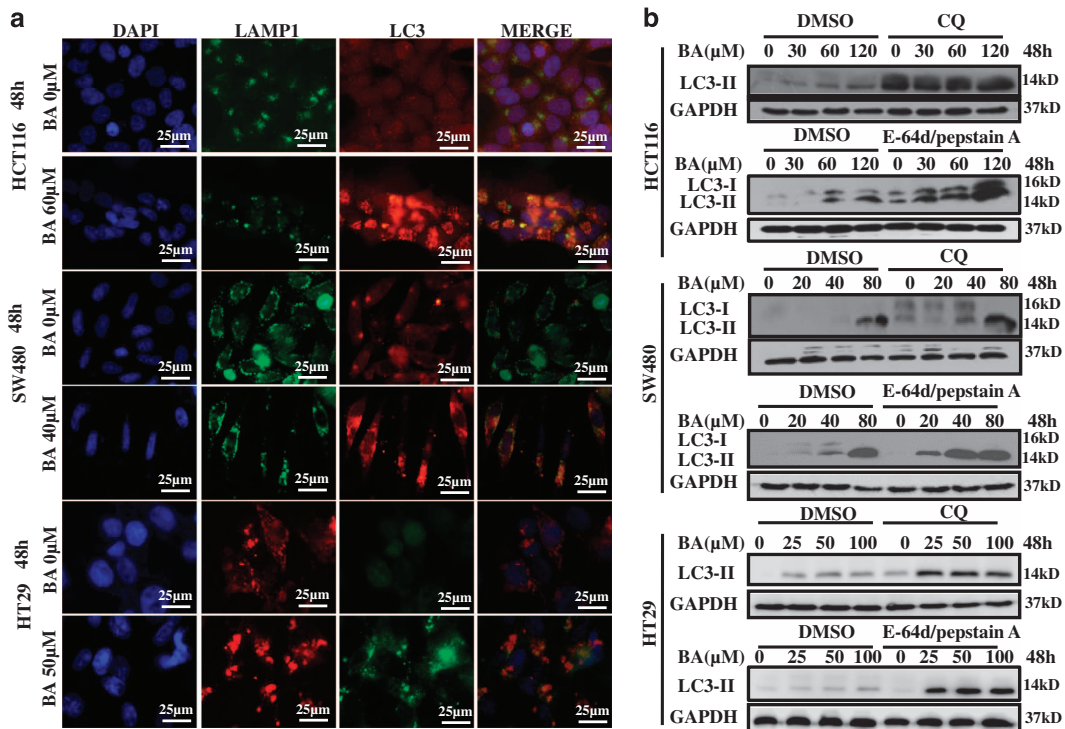 a
DAPI LAMP1 LC3 MERGE
HCT116 48h
BA 0μM
25μm 25μm 25μm 25μm
BA 60μM
25μm 25μm 25μm 25μm
SW480 48h
BA 0μM
25μm 25μm 25μm 25μm
BA 40μM
25μm 25μm 25μm 25μm
HT29 48h
BA 0μM
25μm 25μm 25μm 25μm
BA 50μM
25μm 25μm 25μm 25μm
b
HCT116
DMSO CQ
BA(μM) 0 30 60 120 0 30 60 120 48h
LC3-II 14kD
GAPDH 37kD
DMSO E-64d/pepstain A
BA(μM) 0 30 60 120 0 30 60 120 48h
LC3-I 16kD
LC3-II 14kD
GAPDH 37kD
SW480
DMSO CQ
BA(μM) 0 20 40 80 0 20 40 80 48h
LC3-I 16kD
LC3-II 14kD
GAPDH 37kD
DMSO E-64d/pepstain A
BA(μM) 0 20 40 80 0 20 40 80 48h
LC3-I 16kD
LC3-II 14kD
GAPDH 37kD
HT29
DMSO CQ
BA(μM) 0 25 50 100 0 25 50 100 48h
LC3-II 14kD
GAPDH 37kD
DMSO E-64d/pepstain A
BA(μM) 0 25 50 100 0 25 50 100 48h
LC3-II 14kD
GAPDH 37kD